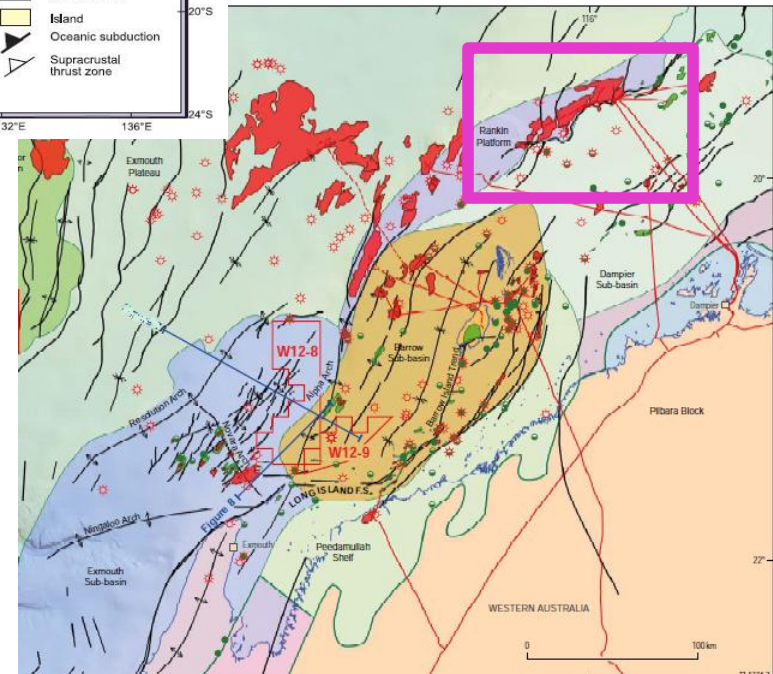 Island
Oceanic subduction
Supracrustal
thrust zone
20°S
24°S
32°E
136°E
116°
Exmouth
Plateau
Rankin
Platform
20°
Dampier
Sub-basin
Dampier
W12-8
Barrow
Sub-basin
Alpha Arch
Barrow Island Trend
Resolution Arch
Novara Arch
Pilbara Block
W12-9
LONG ISLAND F.S.
Figure 8
Ningaloo Arch
Exmouth
Peedamullah
Shelf
Exmouth
Sub-basin
22°
WESTERN AUSTRALIA
0
100 km